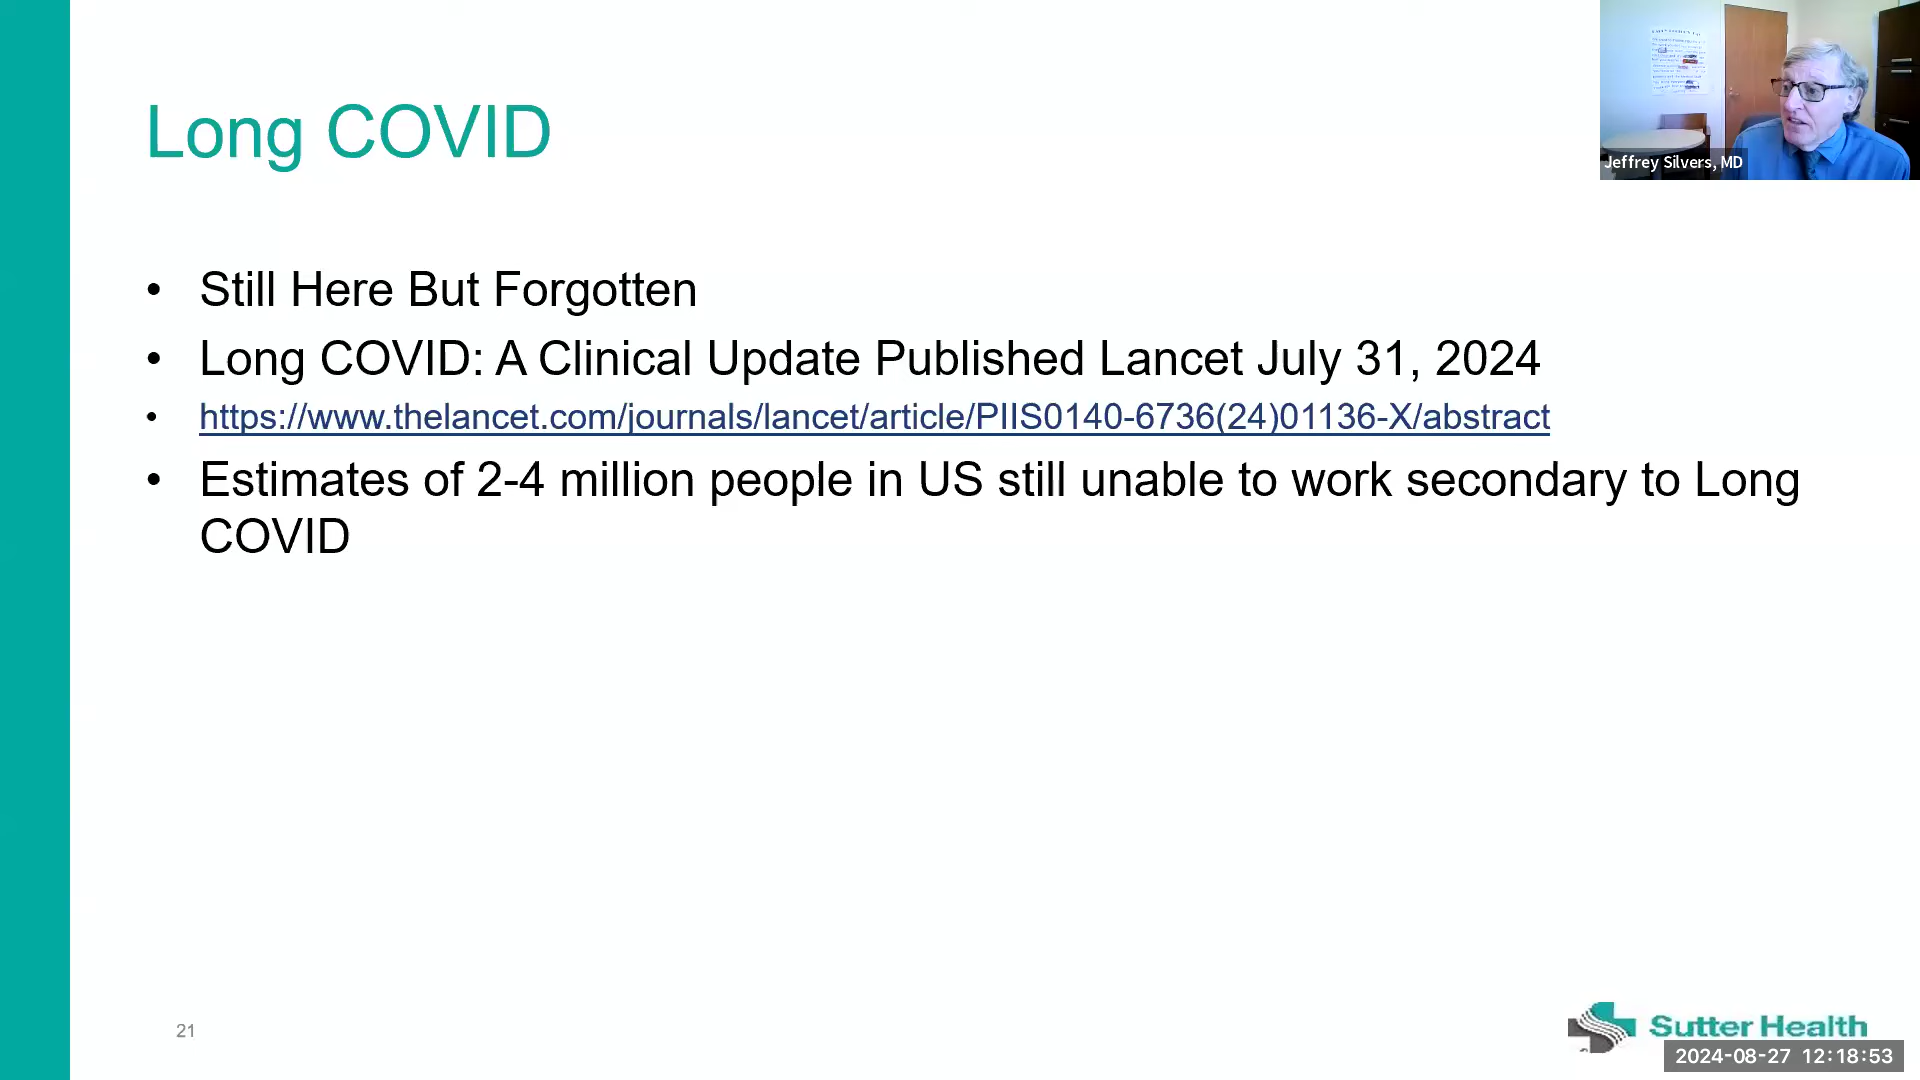 Long COVID
Jeffrey Silvers, MD
• Still Here But Forgotten
• Long COVID: A Clinical Update Published Lancet July 31, 2024
• https://www.thelancet.com/journals/lancet/article/PIIS0140-6736(24)01136-X/abstract
• Estimates of 2-4 million people in US still unable to work secondary to Long
COVID
21
Sutter Health
2024-08-27 12:18:53